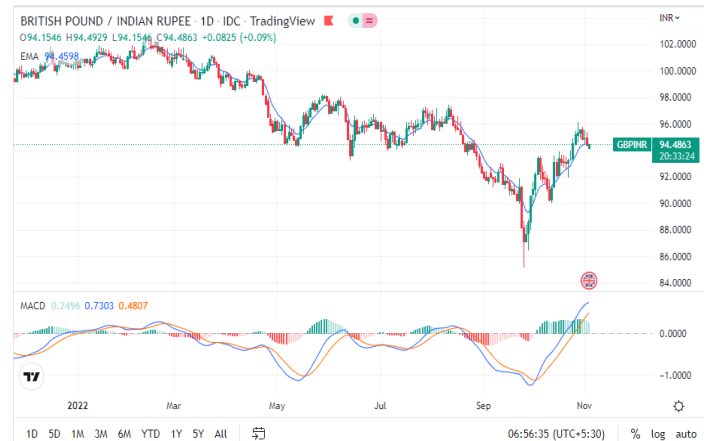 BRITISH POUND / INDIAN RUPEE · 1D · IDC · TradingView
INR
O94.1546 H94.4929 L94.1546 C94.4863 +0.0825 (+0.09%)
EMA 94.4598
102.0000
100.0000
98.0000
96.0000
GBPINR 94.4863
20:33:24
92.0000
90.0000
88.0000
86.0000
84.0000
MACD 0.2496 0.7303 0.4807
0.0000
−1.0000
2022 Mar May Jul Sep Nov
1D 5D 1M 3M 6M YTD 1Y 5Y All 06:56:35 (UTC+5:30) % log auto